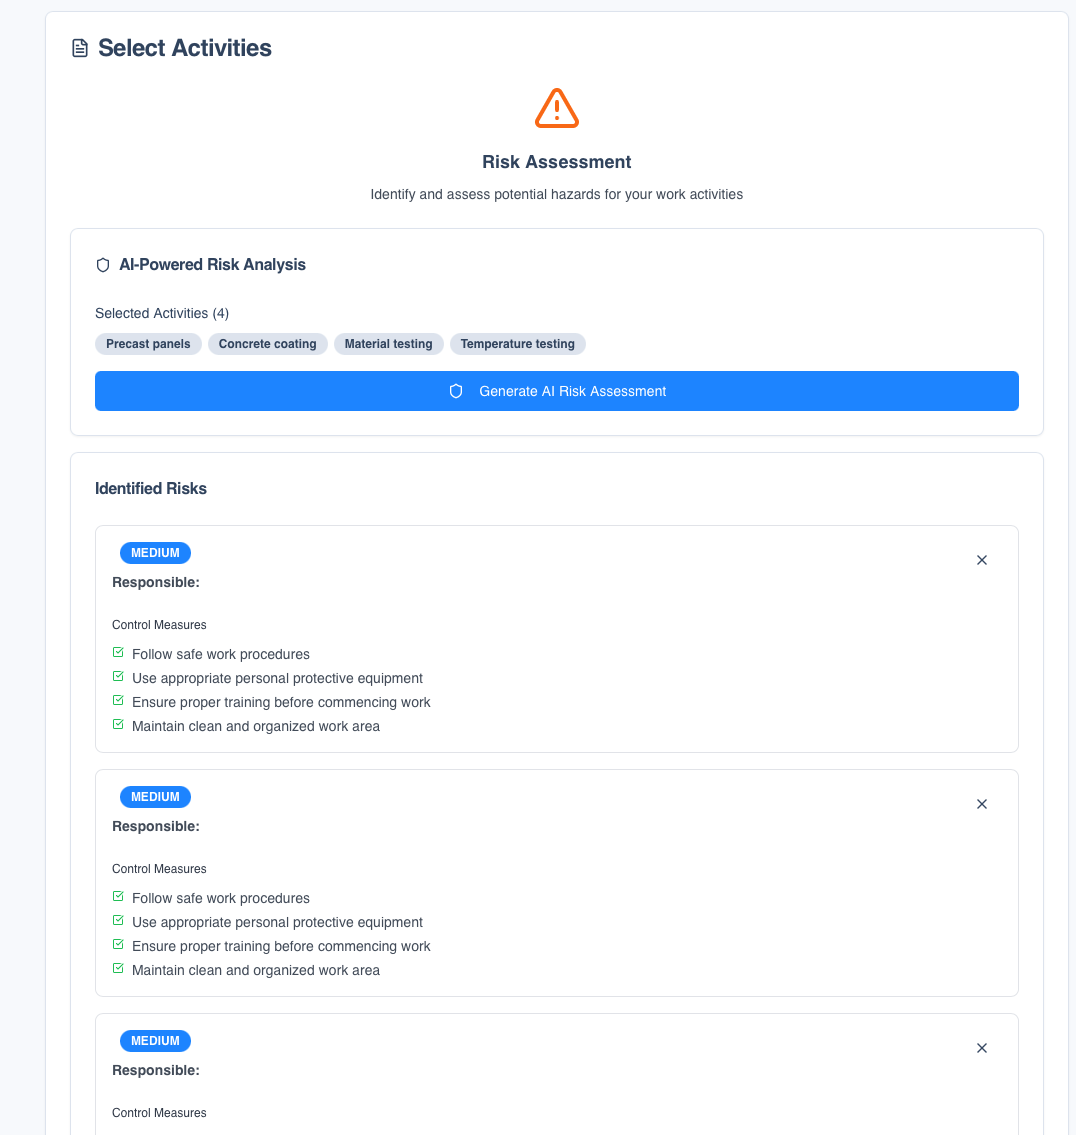 Select Activities
Risk Assessment
Identify and assess potential hazards for your work activities
AI-Powered Risk Analysis
Selected Activities (4)
Precast panels Concrete coating Material testing Temperature testing
Generate AI Risk Assessment
Identified Risks
MEDIUM
Responsible:
Control Measures
Follow safe work procedures
Use appropriate personal protective equipment
Ensure proper training before commencing work
Maintain clean and organized work area
MEDIUM
Responsible:
Control Measures
Follow safe work procedures
Use appropriate personal protective equipment
Ensure proper training before commencing work
Maintain clean and organized work area
MEDIUM
Responsible:
Control Measures